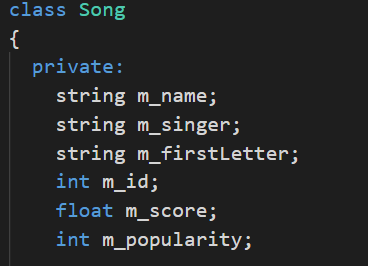 class Song
{
private:
string m_name;
string m_singer;
string m_firstLetter;
int m_id;
float m_score;
int m_popularity;